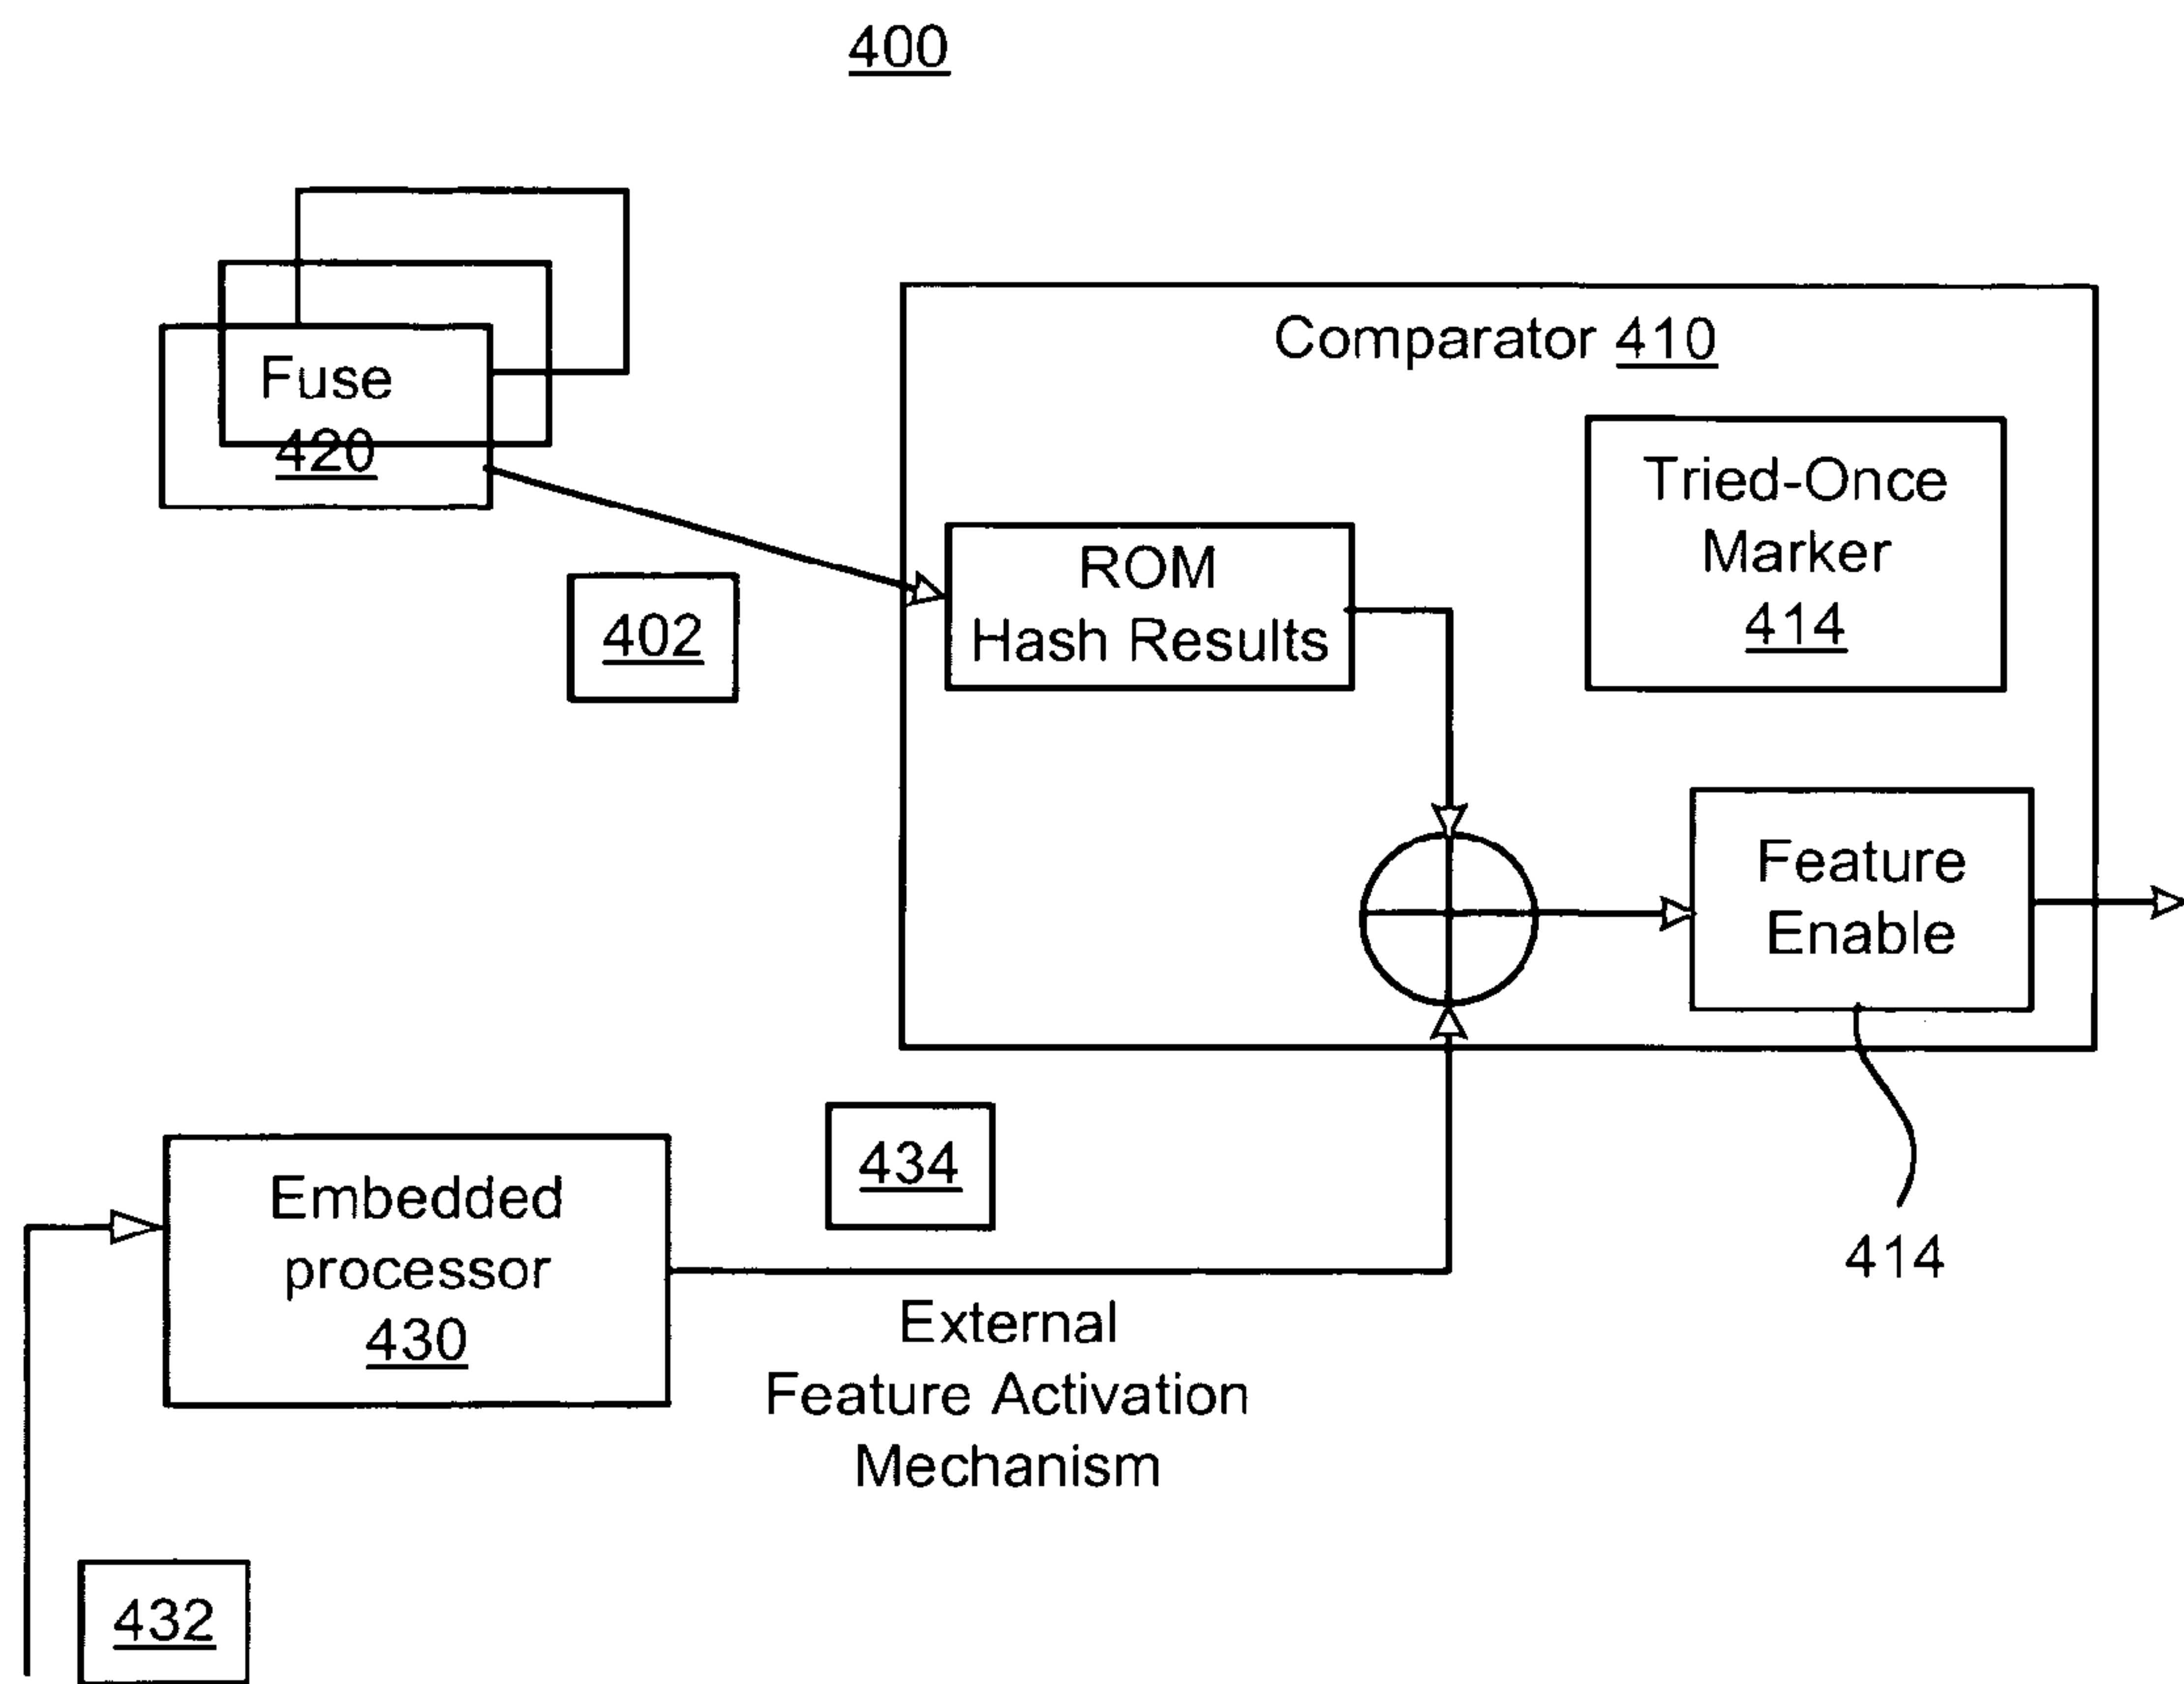 400
Fuse
420
Comparator 410
Tried-Once
Marker
414
402
ROM
Hash Results
Feature
Enable
414
434
Embedded
processor
430
External
Feature Activation
Mechanism
432